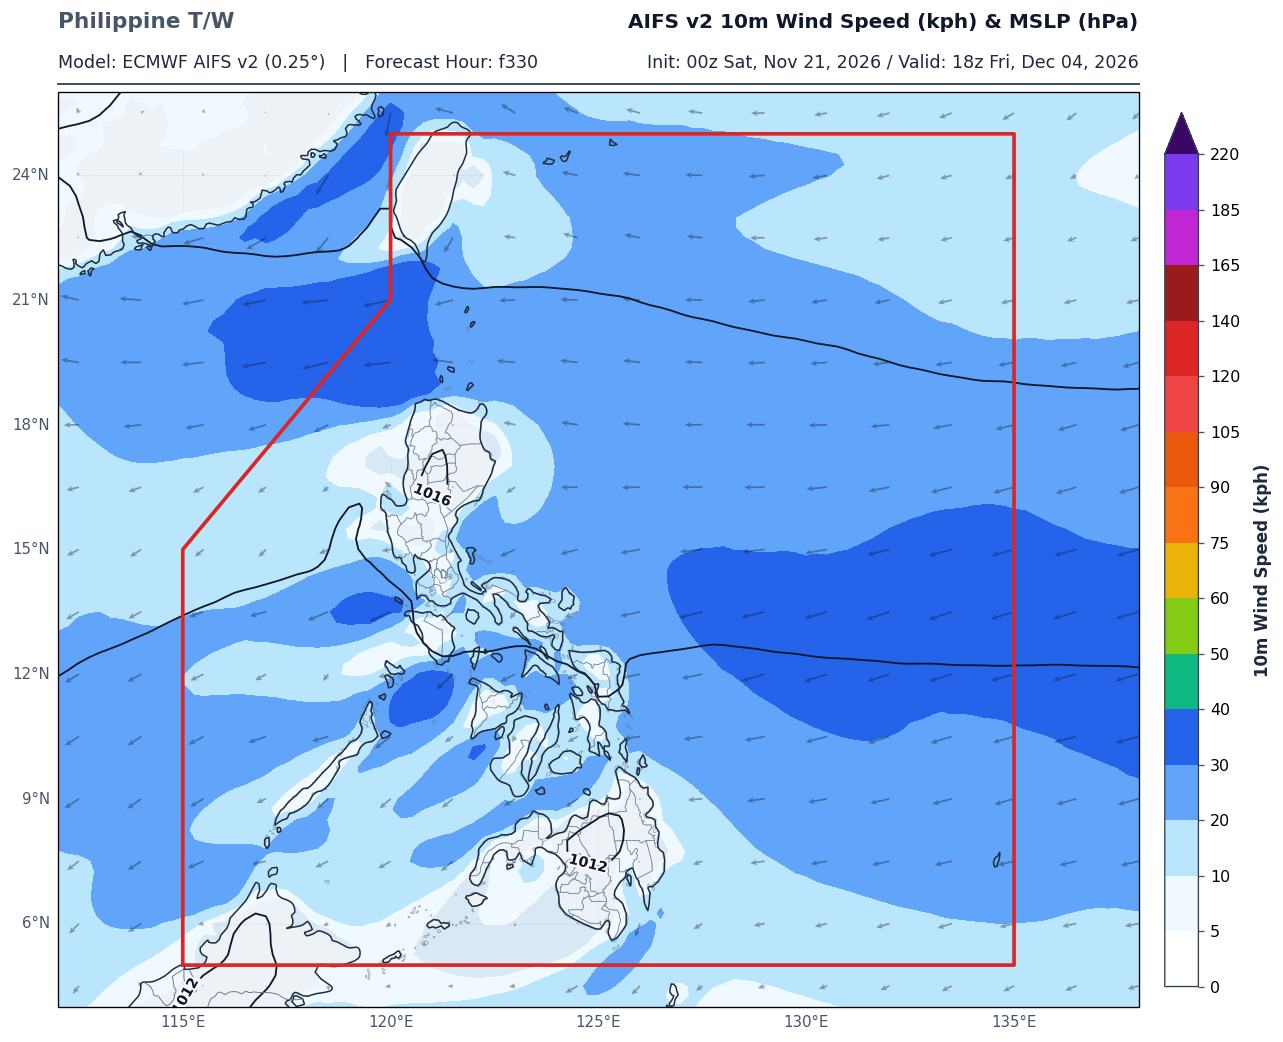 Philippine T/W
AIFS v2 10m Wind Speed (kph) & MSLP (hPa)
Model: ECMWF AIFS v2 (0.25°)   |   Forecast Hour: f330
Init: 00z Sat, Nov 21, 2026 / Valid: 18z Fri, Dec 04, 2026
24°N
21°N
18°N
15°N
12°N
9°N
6°N
1016
1012
1012
115°E
120°E
125°E
130°E
135°E
220
185
165
140
120
105
90
75
60
50
40
30
20
10
5
0
10m Wind Speed (kph)